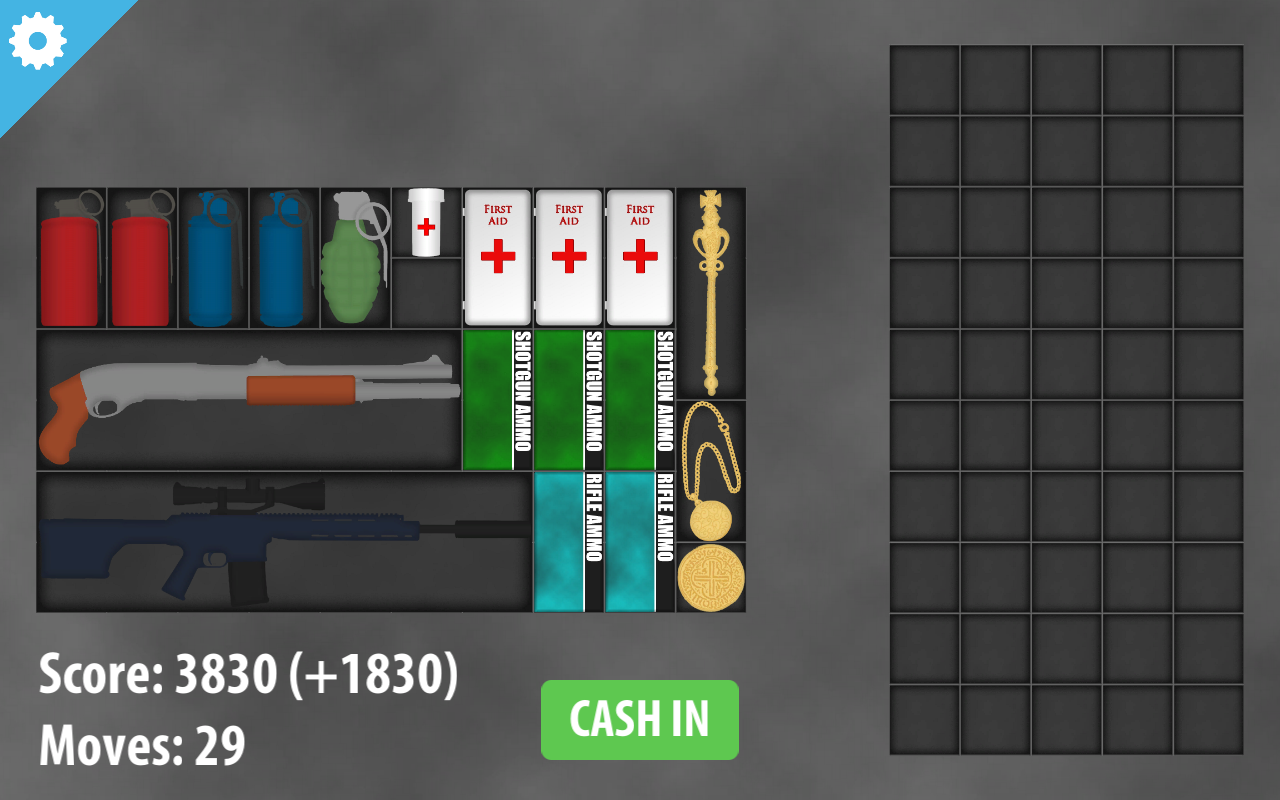 FIRST
AID
FIRST
AID
FIRST
AID
SHOTGUN AMMO
SHOTGUN AMMO
SHOTGUN AMMO
RIFLE AMMO
RIFLE AMMO
Score: 3830 (+1830)
Moves: 29
CASH IN